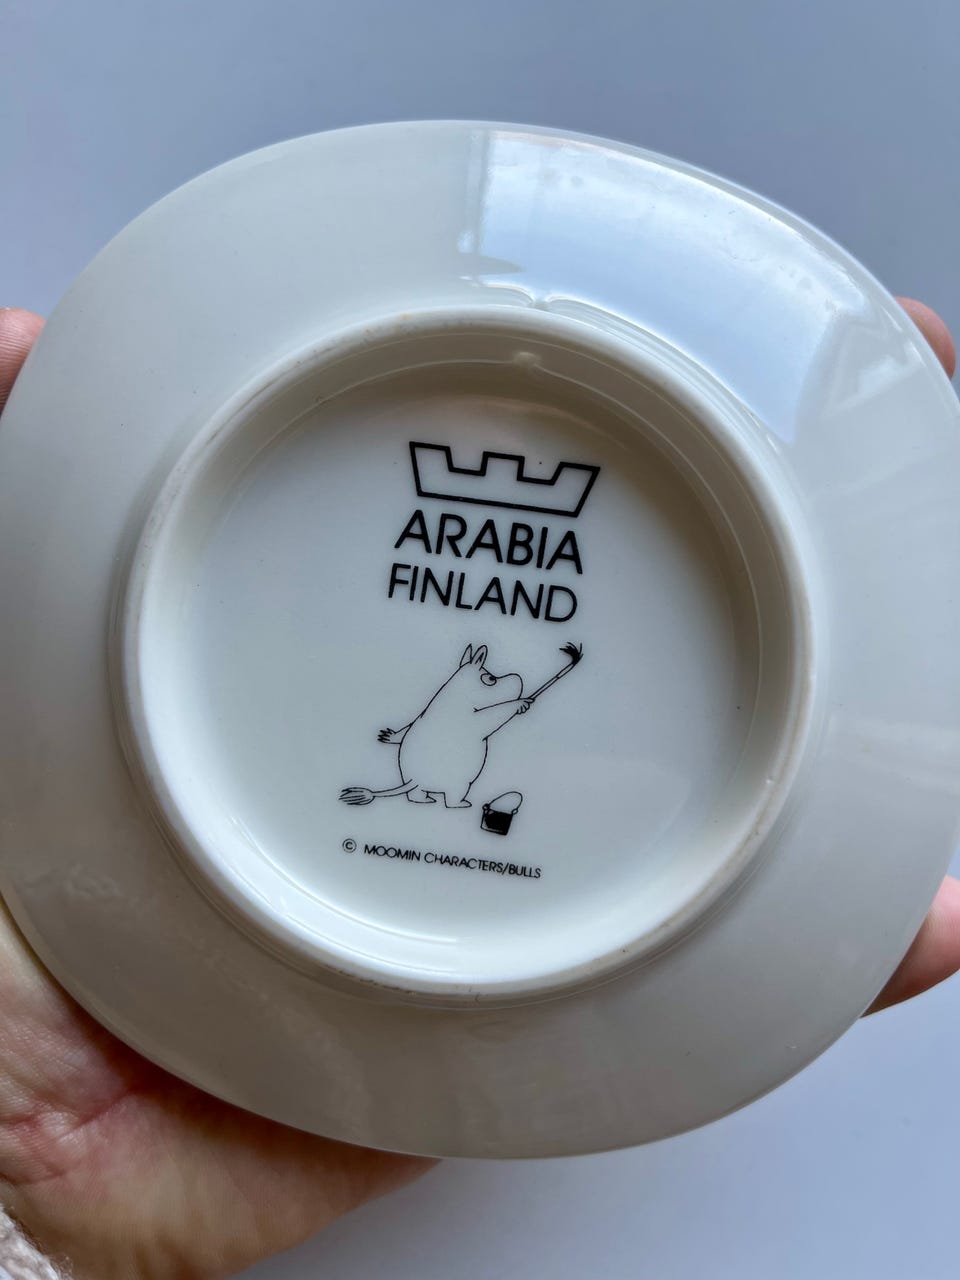 ARABIA
FINLAND
© MOOMIN CHARACTERS/BULLS